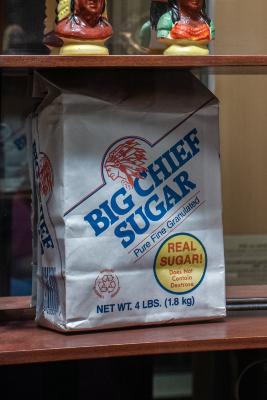 BIG CHIEF
SUGAR
Pure Fine Granulated
REAL
SUGAR!
Does Not
Contain
Dextrose
NET WT. 4 LBS. (1.8 kg)